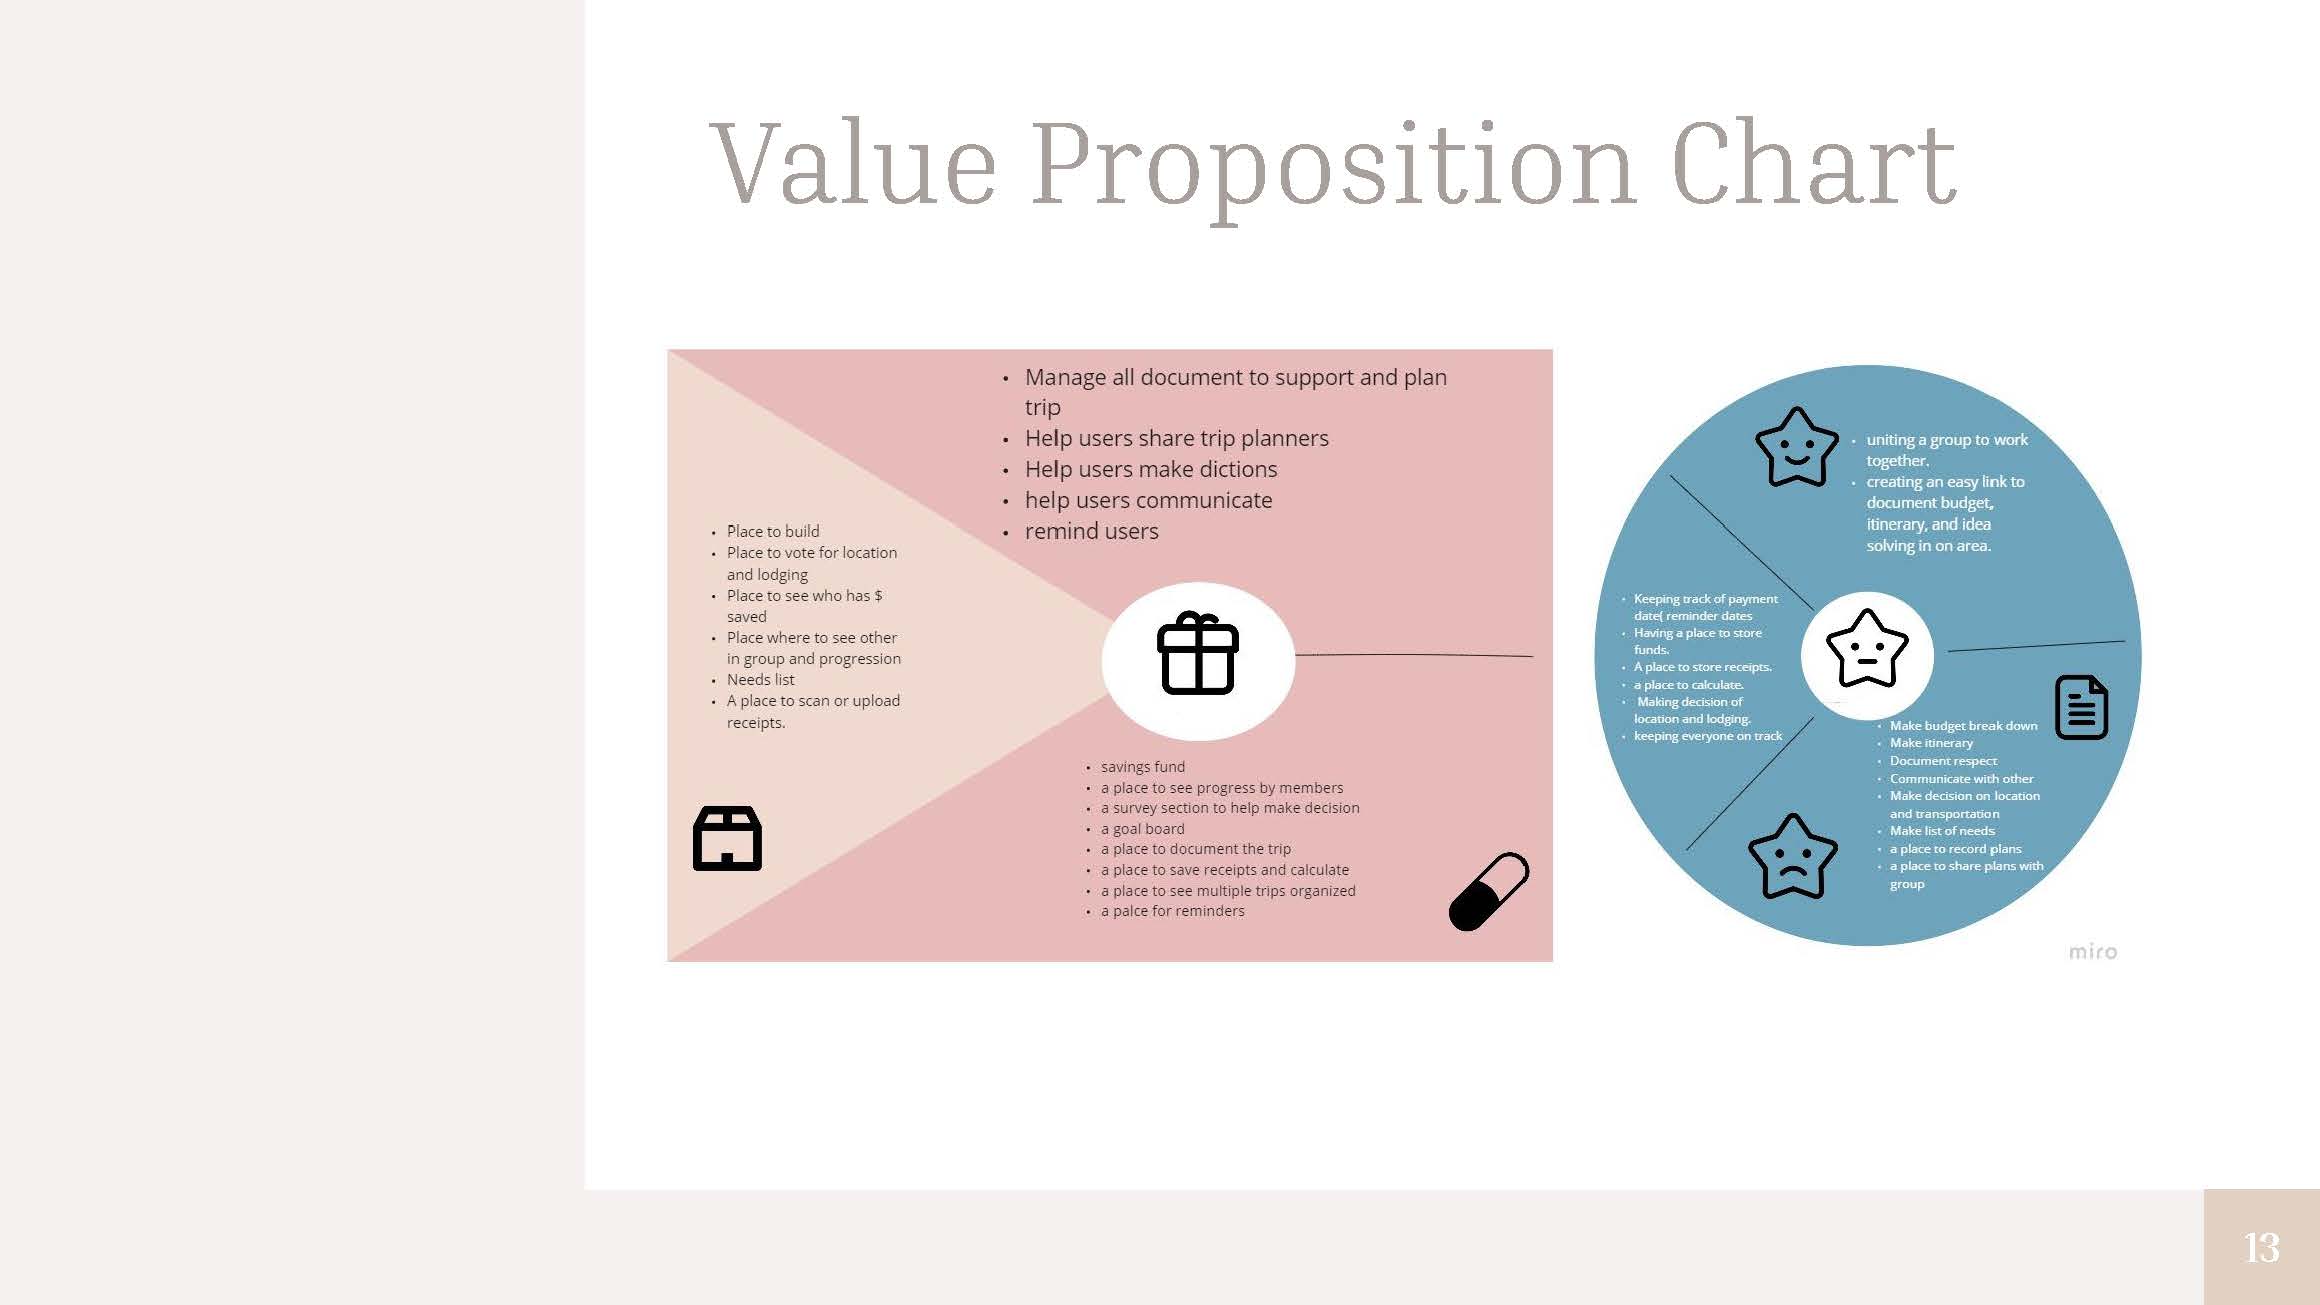 Value Proposition Chart
• Manage all document to support and plan
trip
• Help users share trip planners
• Help users make dictions
• help users communicate
• remind users
• Place to build
• Place to vote for location
and lodging
• Place to see who has $
saved
• Place where to see other
in group and progression
• Needs list
• A place to scan or upload
receipts.
• savings fund
• a place to see progress by members
• a survey section to help make decision
• a goal board
• a place to document the trip
• a place to save receipts and calculate
• a place to see multiple trips organized
• a palce for reminders
• uniting a group to work
together.
• creating an easy link to
document budget,
itinerary, and idea
solving in on area.
• Keeping track of payment
date( reminder dates
• Having a place to store
funds.
• A place to store receipts.
• a place to calculate.
• Making decision of
location and lodging.
• keeping everyone on track
• Make budget break down
• Make itinerary
• Document respect
• Communicate with other
• Make decision on location
and transportation
• Make list of needs
• a place to record plans
• a place to share plans with
group
miro
13